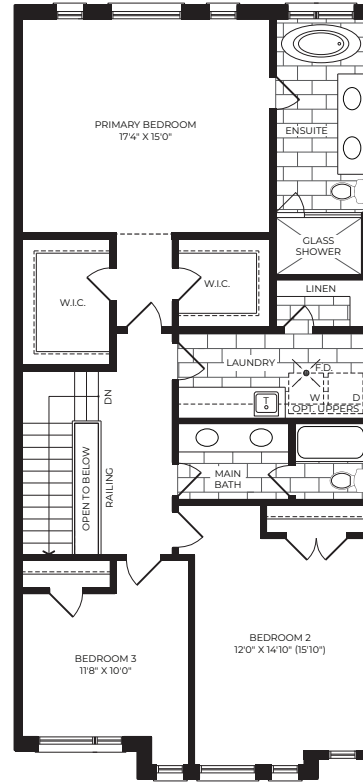 PRIMARY BEDROOM
17'4" X 15'0"
ENSUITE
GLASS
SHOWER
W.I.C.
W.I.C.
LINEN
LAUNDRY
F.D.
W D
OPT. UPPERS
DN
OPEN TO BELOW
RAILING
MAIN
BATH
BEDROOM 2
12'0" X 14'10" (15'10")
BEDROOM 3
11'8" X 10'0"